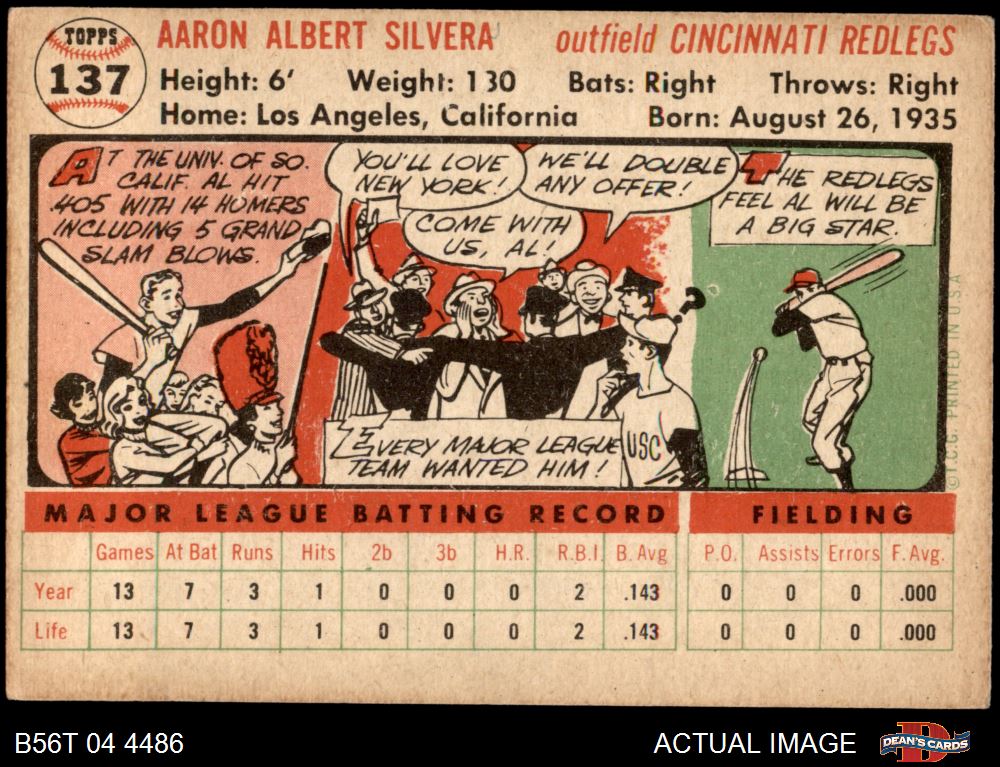 TOPPS
137
AARON ALBERT SILVERA
outfield CINCINNATI REDLEGS
Height: 6' Weight: 130 Bats: Right Throws: Right
Home: Los Angeles, California Born: August 26, 1935
AT THE UNIV. OF SO.
CALIF. AL HIT
.405 WITH 14 HOMERS
INCLUDING 5 GRAND
SLAM BLOWS.
YOU'LL LOVE
NEW YORK!
WE'LL DOUBLE
ANY OFFER!
COME WITH
US, AL!
?
USC
EVERY MAJOR LEAGUE
TEAM WANTED HIM!
THE REDLEGS
FEEL AL WILL BE
A BIG STAR.
©T.C.G. PRINTED IN U.S.A
MAJOR LEAGUE BATTING RECORD FIELDING
Games At Bat Runs Hits 2b 3b H.R. R.B.I. B. Avg P.O. Assists Errors F. Avg.
Year 13 7 3 1 0 0 0 2 .143 0 0 0 .000
Life 13 7 3 1 0 0 0 2 .143 0 0 0 .000
B56T 04 4486 ACTUAL IMAGE
D
DEAN'S CARDS